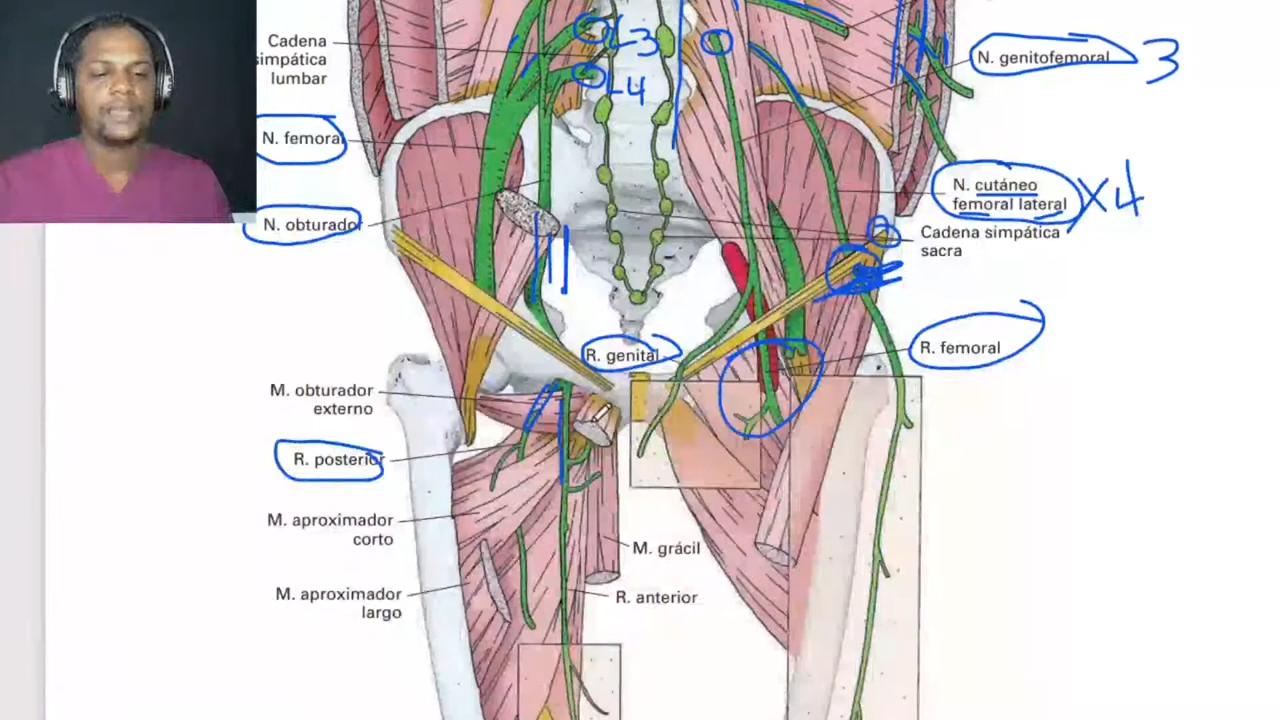 Cadena
simpática
lumbar
N. femoral
N. obturador
M. obturador
externo
R. posterior
M. aproximador
corto
M. aproximador
largo
L3
L4
R. genital
M. grácil
R. anterior
N. genitofemoral 3
N. cutáneo
femoral lateral X4
Cadena simpática
sacra
R. femoral